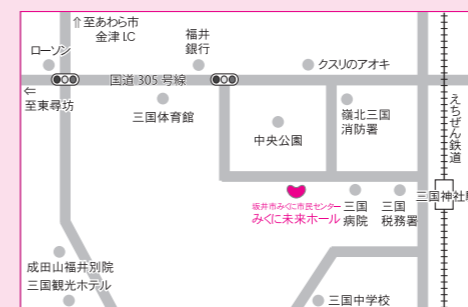 ⇧至あわら市
金津I.C
福井
銀行
ローソン
クスリのアオキ
国道305号線
⇐
至東尋坊
三国体育館
嶺北三国
消防署
中央公園
えちぜん鉄道
坂井市みくに市民センター
みくに未来ホール
三国
病院
三国
税務署
三国神社駅
成田山福井別院
三国観光ホテル
三国中学校